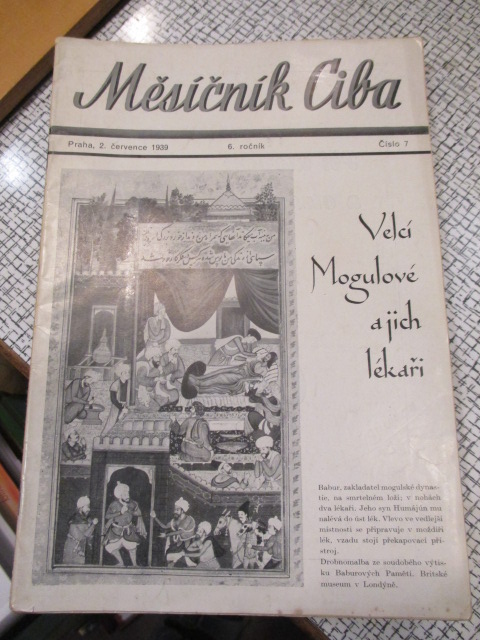 Měsíčník Ciba
Praha, 2. července 1939 6. ročník Číslo 7
Velcí
Mogulové
a jich
lékaři
Babur, zakladatel mogulské dynas-
tie, na smrtelném loži; v nohách
dva lékaři. Jeho syn Humájún mu
nalévá do úst lék. Vlevo ve vedlejší
místnosti se připravuje v moždíři
lék, vzadu stojí překapovací pří-
stroj.
Drobnomalba ze soudobého výtis-
ku Baburových Pamětí. Britské
museum v Londýně.